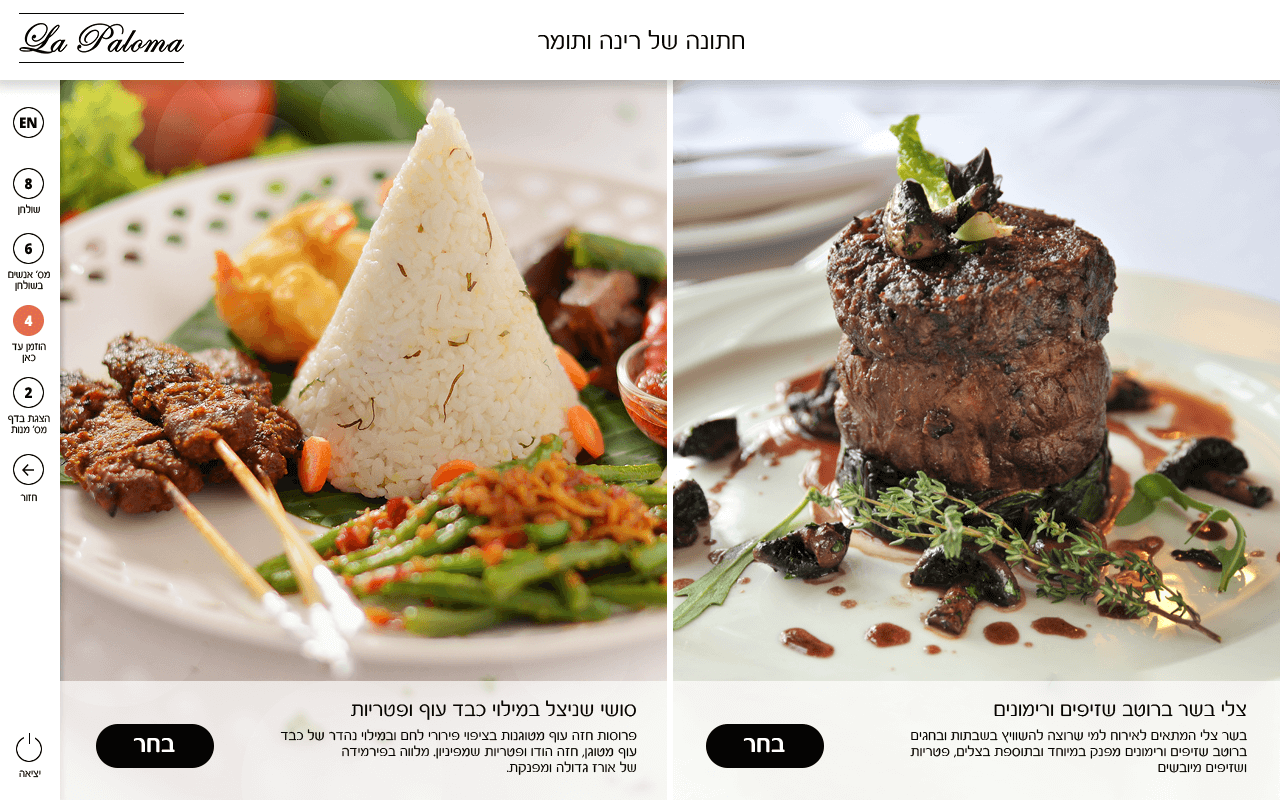 La Paloma
חתונה של רינה ותומר
EN
8
שולחן
6
מס' אנשים
בשולחן
4
הוזמן עד
כאן
2
הצגת בדף
מס' מנות
חזור
יציאה
צלי בשר ברוטב שזיפים ורימונים
בשר צלי המתאים לאירוח למי שרוצה להשוויץ בשבתות ובחגים
ברוטב שזיפים ורימונים מפנק במיוחד ובתוספת בצלים, פטריות
ושזיפים מיובשים
בחר
סושי שניצל במילוי כבד עוף ופטריות
פרוסות חזה עוף מטוגנות בציפוי פירורי לחם ובמילוי נהדר של כבד
עוף מטוגן, חזה הודו ופטריות שמפיניון. מלווה בפירמידה
של אורז גדולה ומפנקת.
בחר